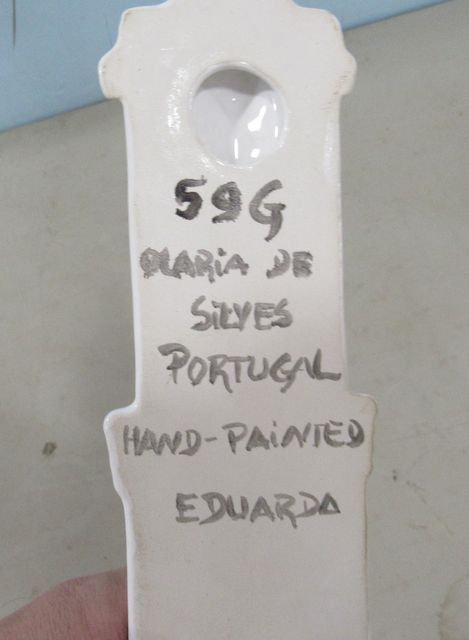 59G
OLARiA DE
SiLVES
PORTUGAL
HAND-PAiNTED
EDUARDA